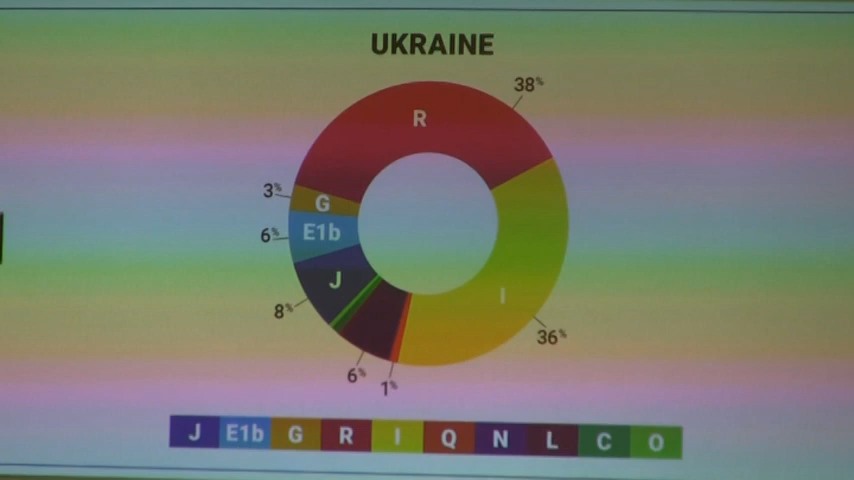 UKRAINE
38%
R
3%
G
6%
E1b
J
I
8%
36%
6%
1%
J E1b G R I Q N L C O